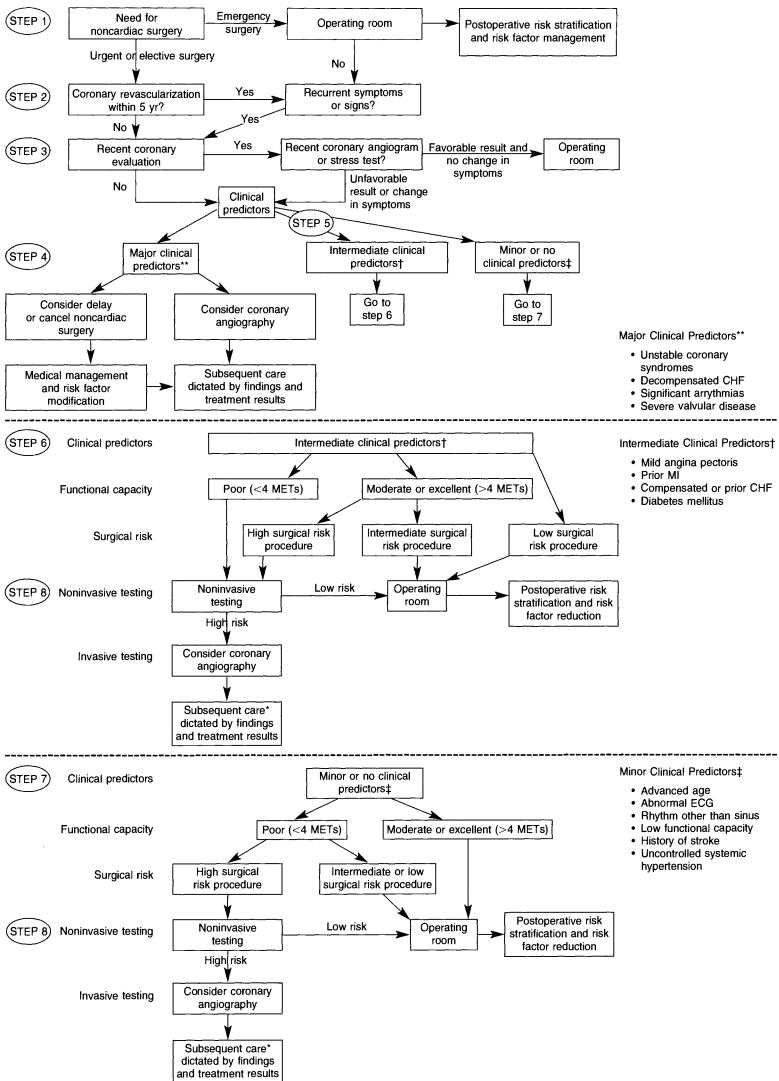 STEP 1
Need for
noncardiac surgery
Emergency
surgery
Operating room
Postoperative risk stratification
and risk factor management
Urgent or elective surgery
No
STEP 2
Coronary revascularization
within 5 yr?
Yes
Recurrent symptoms
or signs?
No
Yes
STEP 3
Recent coronary
evaluation
Yes
Recent coronary angiogram
or stress test?
Favorable result and
no change in
symptoms
Operating
room
No
Unfavorable
result or change
in symptoms
Clinical
predictors
STEP 5
STEP 4
Major clinical
predictors**
Intermediate clinical
predictors†
Minor or no
clinical predictors‡
Consider delay
or cancel noncardiac
surgery
Consider coronary
angiography
Go to
step 6
Go to
step 7
Medical management
and risk factor
modification
Subsequent care
dictated by findings and
treatment results
Major Clinical Predictors**
• Unstable coronary
syndromes
• Decompensated CHF
• Significant arrythmias
• Severe valvular disease
STEP 6
Clinical predictors
Intermediate clinical predictors†
Functional capacity
Poor (<4 METs)
Moderate or excellent (>4 METs)
Surgical risk
High surgical risk
procedure
Intermediate surgical
risk procedure
Low surgical
risk procedure
STEP 8
Noninvasive testing
Noninvasive
testing
Low risk
Operating
room
Postoperative risk
stratification and risk
factor reduction
High risk
Invasive testing
Consider coronary
angiography
Subsequent care*
dictated by findings
and treatment results
Intermediate Clinical Predictors†
• Mild angina pectoris
• Prior MI
• Compensated or prior CHF
• Diabetes mellitus
STEP 7
Clinical predictors
Minor or no clinical
predictors‡
Functional capacity
Poor (<4 METs)
Moderate or excellent (>4 METs)
Surgical risk
High surgical
risk procedure
Intermediate or low
surgical risk procedure
STEP 8
Noninvasive testing
Noninvasive
testing
Low risk
Operating
room
Postoperative risk
stratification and risk
factor reduction
High risk
Invasive testing
Consider coronary
angiography
Subsequent care*
dictated by findings
and treatment results
Minor Clinical Predictors‡
• Advanced age
• Abnormal ECG
• Rhythm other than sinus
• Low functional capacity
• History of stroke
• Uncontrolled systemic
hypertension